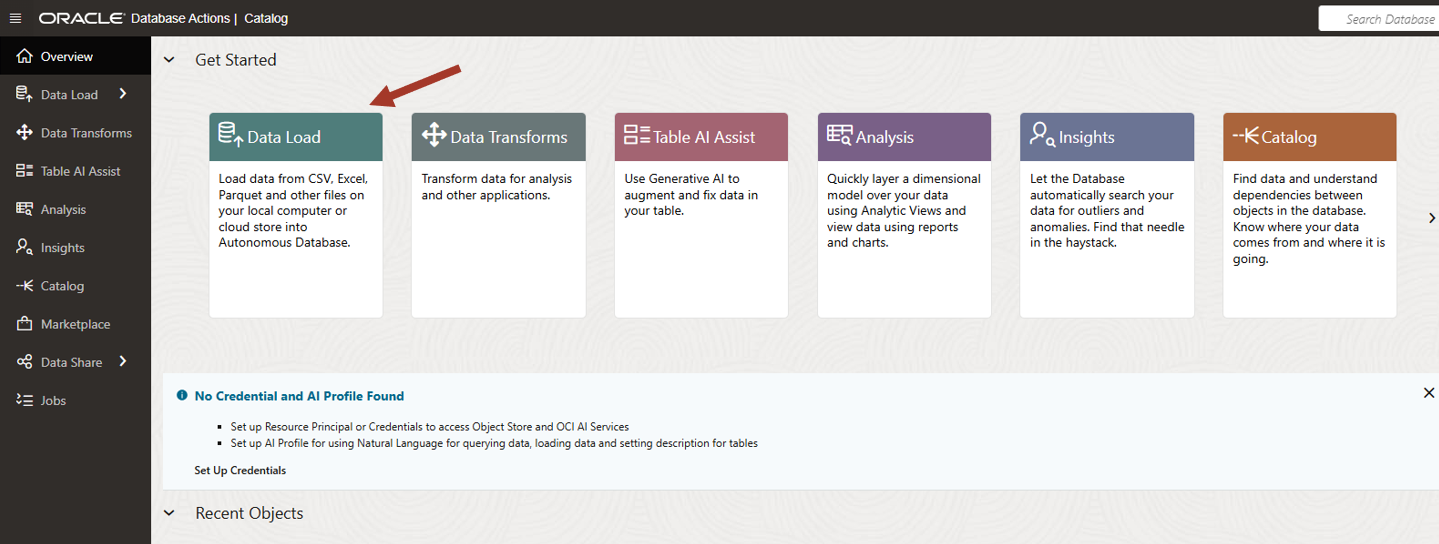 ORACLE Database Actions | Catalog
Search Database
Overview
Data Load
Data Transforms
Table AI Assist
Analysis
Insights
Catalog
Marketplace
Data Share
Jobs
Get Started
Data Load
Load data from CSV, Excel,
Parquet and other files on
your local computer or
cloud store into
Autonomous Database.
Data Transforms
Transform data for analysis
and other applications.
Table AI Assist
Use Generative AI to
augment and fix data in
your table.
Analysis
Quickly layer a dimensional
model over your data
using Analytic Views and
view data using reports
and charts.
Insights
Let the Database
automatically search your
data for outliers and
anomalies. Find that needle
in the haystack.
Catalog
Find data and understand
dependencies between
objects in the database.
Know where your data
comes from and where it is
going.
No Credential and AI Profile Found
Set up Resource Principal or Credentials to access Object Store and OCI AI Services
Set up AI Profile for using Natural Language for querying data, loading data and setting description for tables
Set Up Credentials
Recent Objects